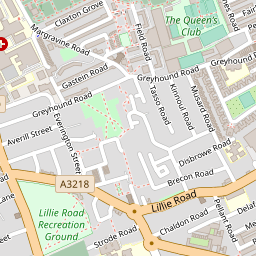 Claxton Grove
The Queen's
Club
Margravine Road
Field Road
Gastein Road
Greyhound Road
Greyhound Road
Tasso Road
Kinnoul Road
Musard Road
Averill Street
Everington Street
Disbrowe Road
Brecon Road
A3218
Lillie Road
Lillie Road
Recreation
Ground
Strode Road
Chaldon Road
Pellant Road